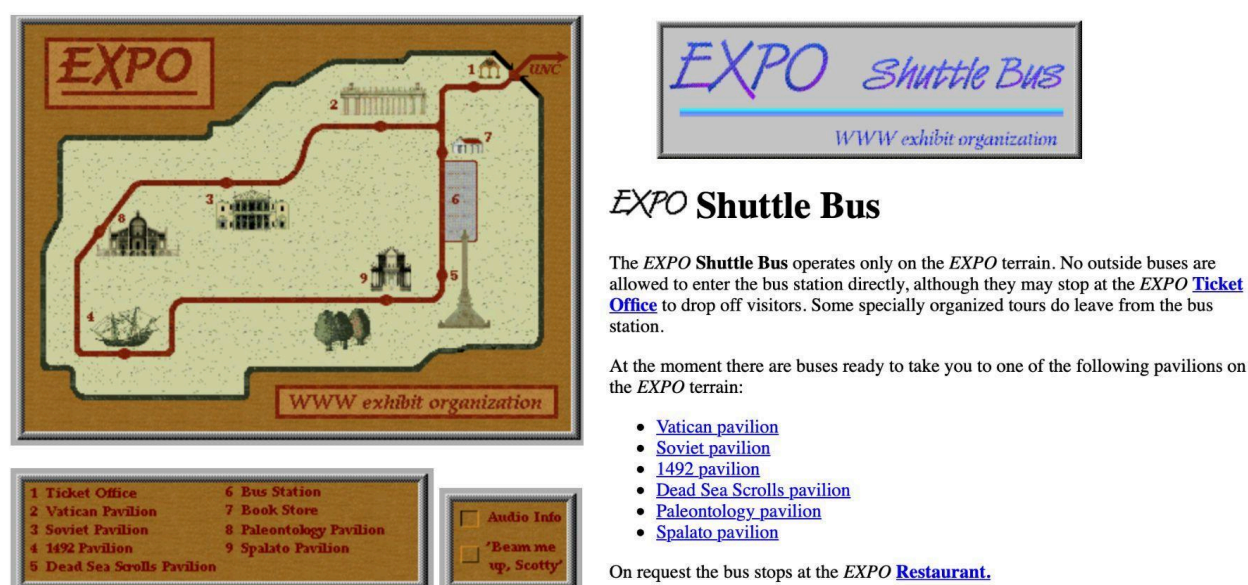 EXPO
UNC
1
2
7
3
6
8
9
5
4
WWW exhibit organization
1 Ticket Office
2 Vatican Pavilion
3 Soviet Pavilion
4 1492 Pavilion
5 Dead Sea Scrolls Pavilion
6 Bus Station
7 Book Store
8 Paleontology Pavilion
9 Spalato Pavilion
Audio Info
'Beam me
up, Scotty'
EXPO Shuttle Bus
WWW exhibit organization
EXPO Shuttle Bus
The EXPO Shuttle Bus operates only on the EXPO terrain. No outside buses are
allowed to enter the bus station directly, although they may stop at the EXPO Ticket
Office to drop off visitors. Some specially organized tours do leave from the bus
station.
At the moment there are buses ready to take you to one of the following pavilions on
the EXPO terrain:
• Vatican pavilion
• Soviet pavilion
• 1492 pavilion
• Dead Sea Scrolls pavilion
• Paleontology pavilion
• Spalato pavilion
On request the bus stops at the EXPO Restaurant.